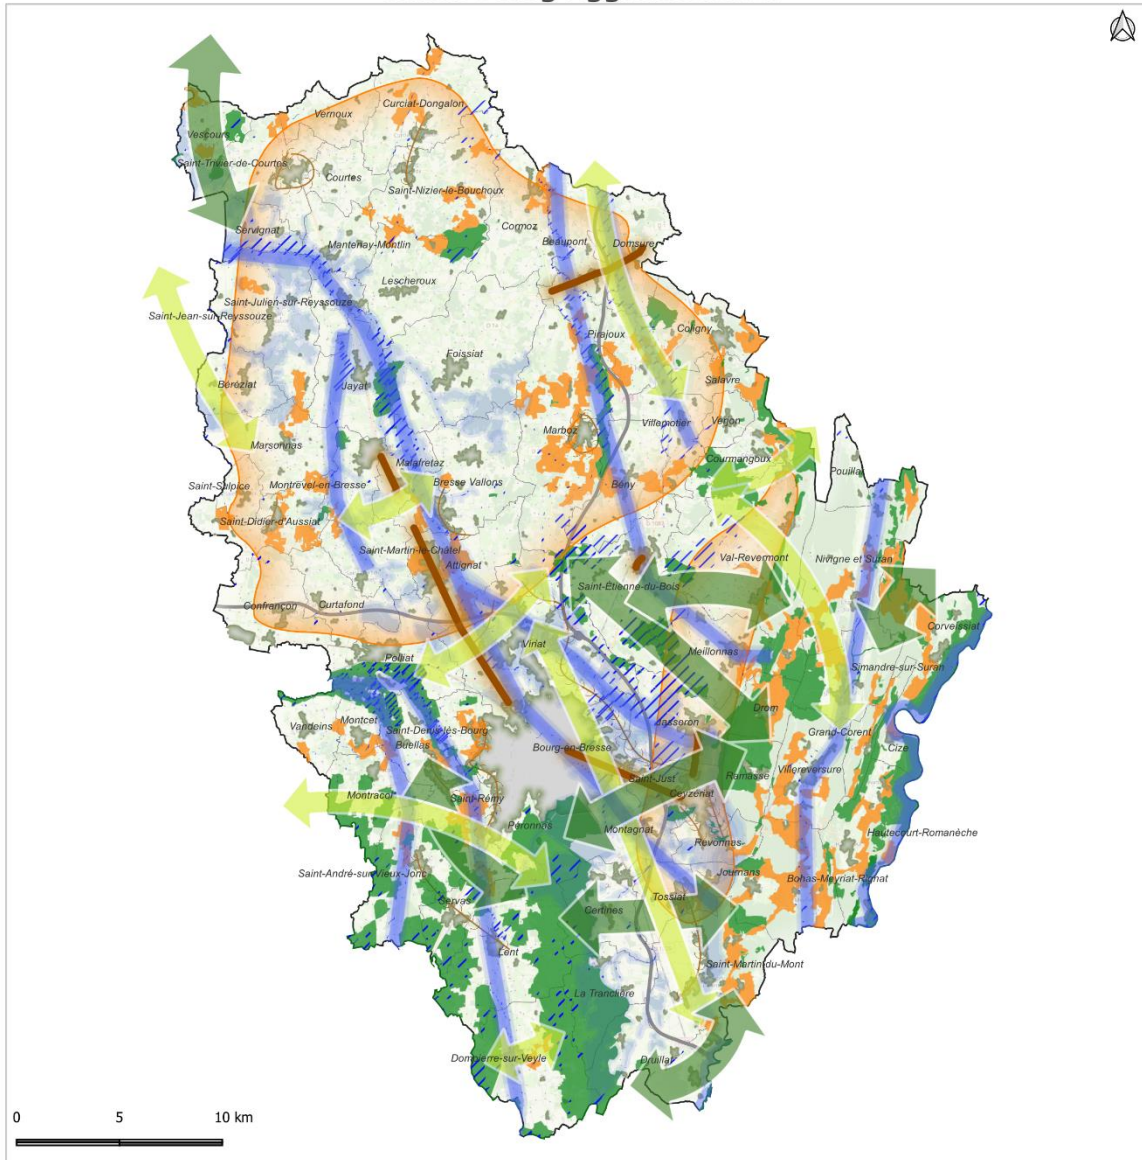 Curciat-Dongalon
Vernoux
Vescours
Saint-Trivier-de-Courtes
Courtes
Saint-Nizier-le-Bouchoux
Cormoz
Servignat
Mantenay-Montlin
Beaupont
Domsure
Lescheroux
Saint-Julien-sur-Reyssouze
Saint-Jean-sur-Reyssouze
Pirajoux
Coligny
Foissiat
Béréziat
Jayat
Salavre
Marboz
Villemotier
Verjon
Marsonnas
Malafretaz
Courmangoux
Pouillat
Saint-Sulpice
Montrevel-en-Bresse
Bresse Vallons
Bény
Saint-Didier-d'Aussiat
Saint-Martin-le-Châtel
Attignat
Val-Revermont
Nivigne et Suran
Saint-Étienne-du-Bois
Confrançon
Curtafond
Corveissiat
Viriat
Meillonnas
Polliat
Simandre-sur-Suran
Drom
Vandeins
Montcet
Saint-Denis-lès-Bourg
Jasseron
Buellas
Bourg-en-Bresse
Grand-Corent
Cize
Saint-Just
Ramasse
Villereversure
Montracol
Saint-Rémy
Ceyzériat
Péronnas
Montagnat
Hautecourt-Romanèche
Revonnas
Saint-André-sur-Vieux-Jonc
Journans
Bohas-Meyriat-Rignat
Servas
Certines
Tossiat
Lent
Saint-Martin-du-Mont
La Tranclière
Dompierre-sur-Veyle
Druillat
0 5 10 km